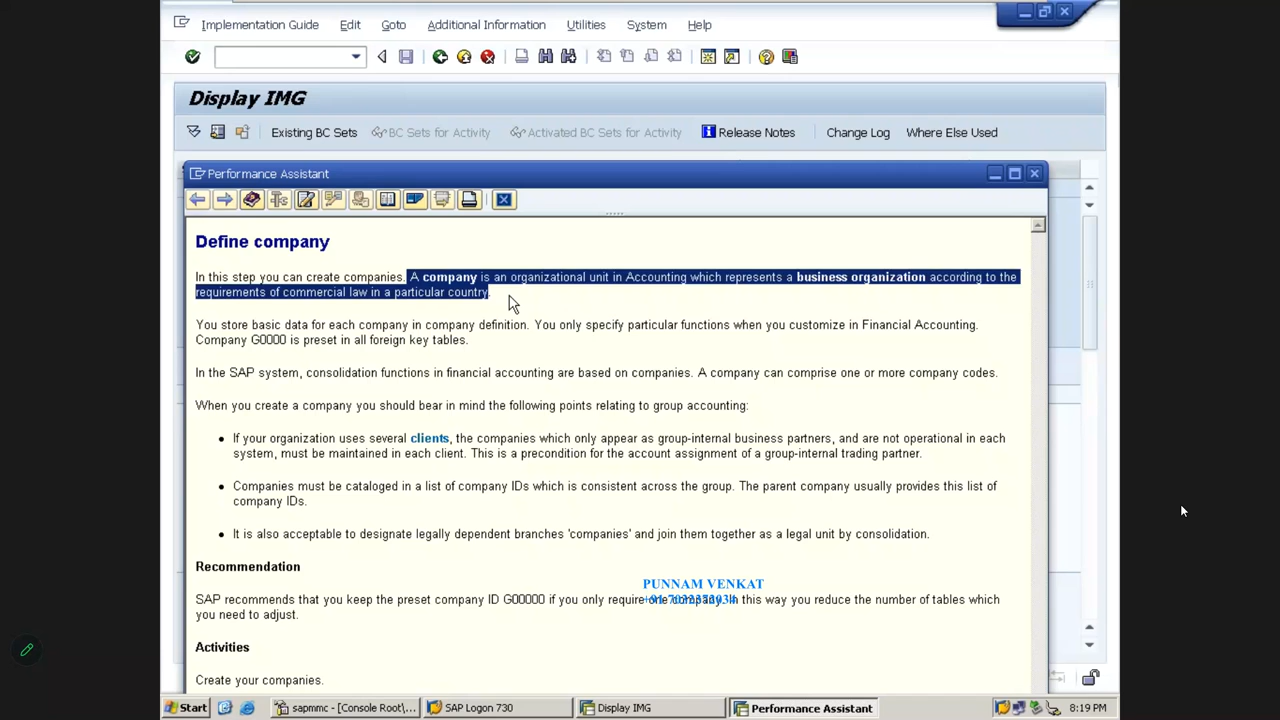 Implementation Guide Edit Goto Additional Information Utilities System Help
Display IMG
Existing BC Sets BC Sets for Activity Activated BC Sets for Activity Release Notes Change Log Where Else Used
Performance Assistant
Define company
In this step you can create companies. A company is an organizational unit in Accounting which represents a business organization according to the
requirements of commercial law in a particular country.
You store basic data for each company in company definition. You only specify particular functions when you customize in Financial Accounting.
Company G0000 is preset in all foreign key tables.
In the SAP system, consolidation functions in financial accounting are based on companies. A company can comprise one or more company codes.
When you create a company you should bear in mind the following points relating to group accounting:
• If your organization uses several clients, the companies which only appear as group-internal business partners, and are not operational in each
system, must be maintained in each client. This is a precondition for the account assignment of a group-internal trading partner.
• Companies must be cataloged in a list of company IDs which is consistent across the group. The parent company usually provides this list of
company IDs.
• It is also acceptable to designate legally dependent branches 'companies' and join them together as a legal unit by consolidation.
Recommendation
PUNNAM VENKAT
SAP recommends that you keep the preset company ID G00000 if you only require one company. In this way you reduce the number of tables which
you need to adjust.
Activities
Create your companies.
Start sapmmc - [Console Root\... SAP Logon 730 Display IMG Performance Assistant 8:19 PM